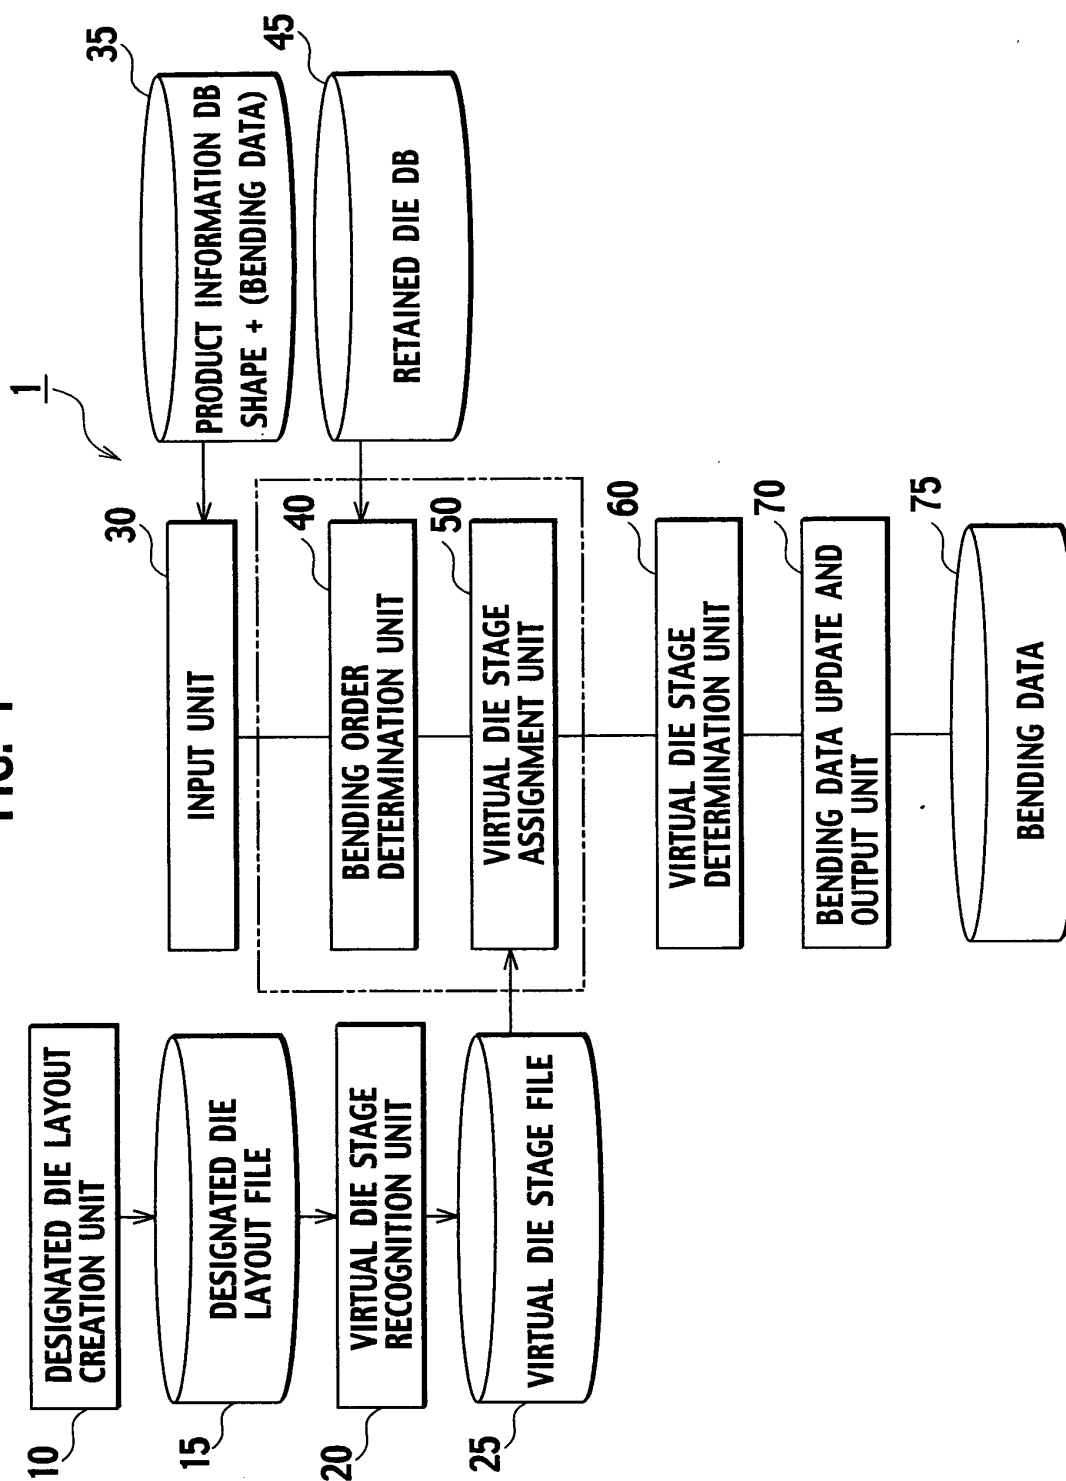 1
10
DESIGNATED DIE LAYOUT
CREATION UNIT
15
DESIGNATED DIE
LAYOUT FILE
20
VIRTUAL DIE STAGE
RECOGNITION UNIT
25
VIRTUAL DIE STAGE FILE
30
INPUT UNIT
35
PRODUCT INFORMATION DB
SHAPE + (BENDING DATA)
40
BENDING ORDER
DETERMINATION UNIT
45
RETAINED DIE DB
50
VIRTUAL DIE STAGE
ASSIGNMENT UNIT
60
VIRTUAL DIE STAGE
DETERMINATION UNIT
70
BENDING DATA UPDATE AND
OUTPUT UNIT
75
BENDING DATA